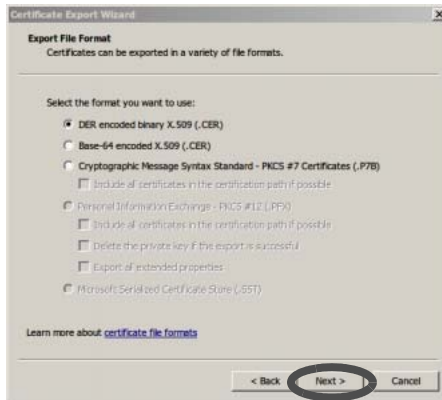 Certificate Export Wizard
Export File Format
Certificates can be exported in a variety of file formats.
Select the format you want to use:
DER encoded binary X.509 (.CER)
Base-64 encoded X.509 (.CER)
Cryptographic Message Syntax Standard - PKCS #7 Certificates (.P7B)
Include all certificates in the certification path if possible
Personal Information Exchange - PKCS #12 (.PFX)
Include all certificates in the certification path if possible
Delete the private key if the export is successful
Export all extended properties
Microsoft Serialized Certificate Store (.SST)
Learn more about certificate file formats
< Back Next > Cancel